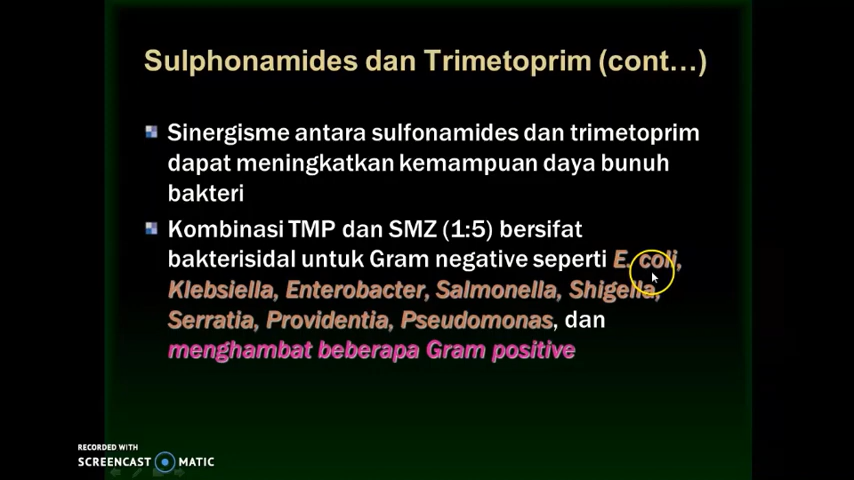 Sulphonamides dan Trimetoprim (cont...)
Sinergisme antara sulfonamides dan trimetoprim
dapat meningkatkan kemampuan daya bunuh
bakteri
Kombinasi TMP dan SMZ (1:5) bersifat
bakterisidal untuk Gram negative seperti E. coli,
Klebsiella, Enterobacter, Salmonella, Shigella,
Serratia, Providentia, Pseudomonas, dan
menghambat beberapa Gram positive
RECORDED WITH
SCREENCAST MATIC